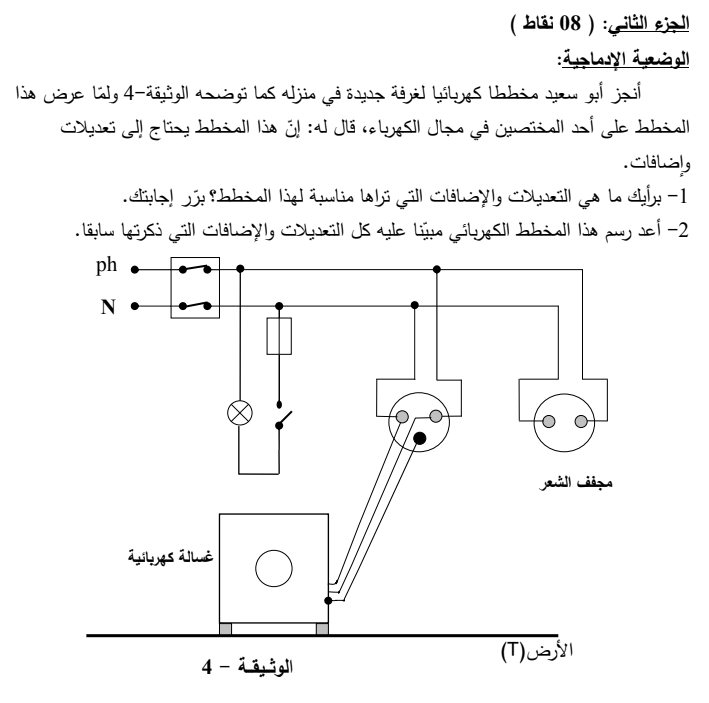 الجزء الثاني: ( 08 نقاط )
الوضعية الإدماجية:
أنجز أبو سعيد مخططا كهربائيا لغرفة جديدة في منزله كما توضحه الوثيقة-4 ولمّا عرض هذا
المخطط على أحد المختصين في مجال الكهرباء، قال له: إنّ هذا المخطط يحتاج إلى تعديلات
وإضافات.
1- برأيك ما هي التعديلات والإضافات التي تراها مناسبة لهذا المخطط؟ برّر إجابتك.
2- أعد رسم هذا المخطط الكهربائي مبيّنا عليه كل التعديلات والإضافات التي ذكرتها سابقا.
ph
N
مجفف الشعر
غسالة كهربائية
الأرض(T)
الوثيقة - 4